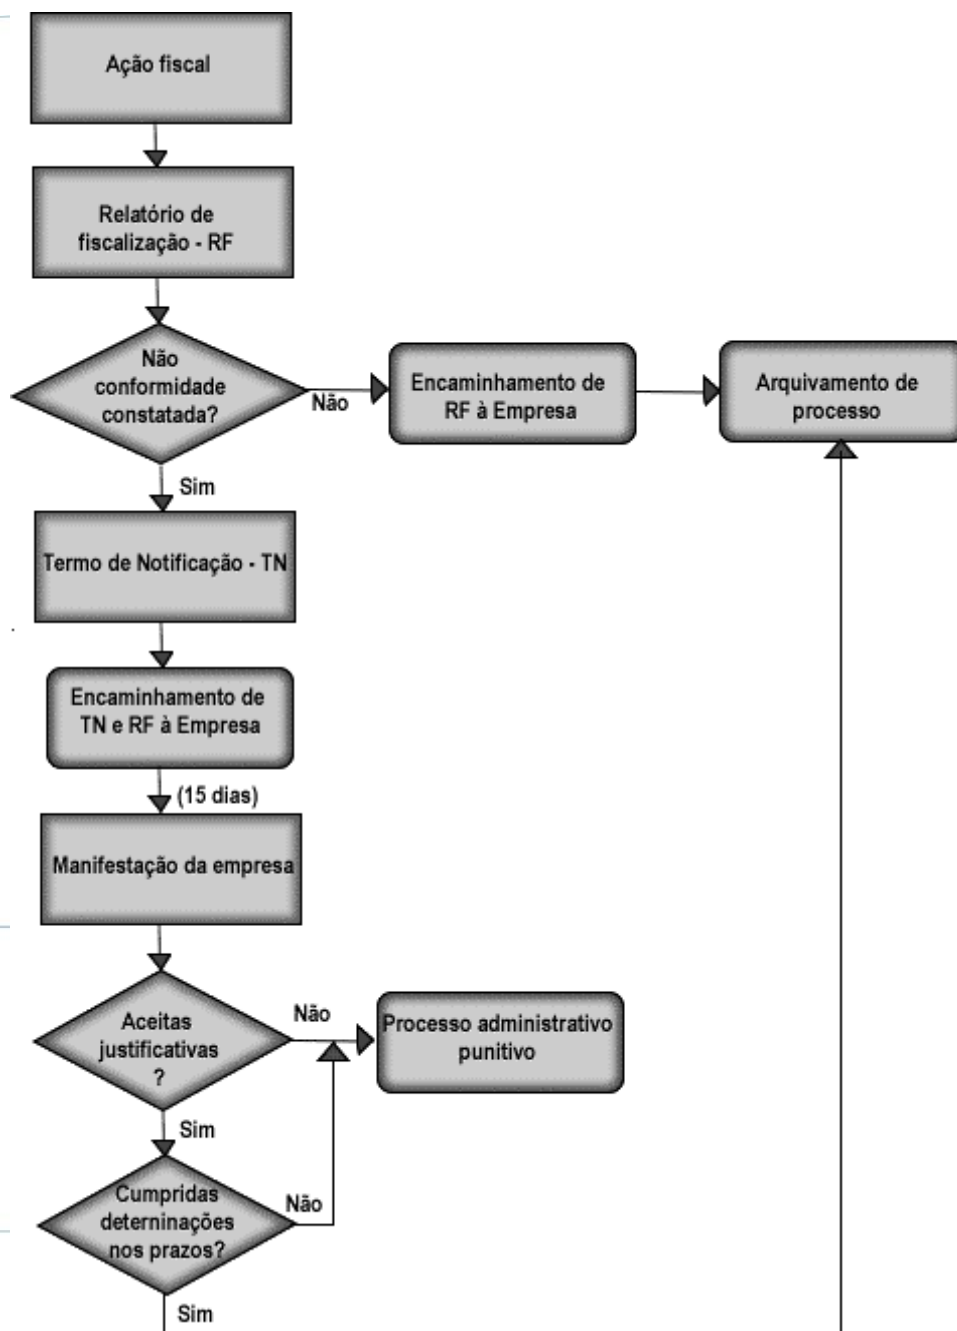 Ação fiscal
Relatório de
fiscalização - RF
Não
conformidade
constatada?
Não
Encaminhamento de
RF à Empresa
Arquivamento de
processo
Sim
Termo de Notificação - TN
Encaminhamento de
TN e RF à Empresa
(15 dias)
Manifestação da empresa
Aceitas
justificativas
?
Não
Processo administrativo
punitivo
Sim
Cumpridas
deterninações
nos prazos?
Não
Sim